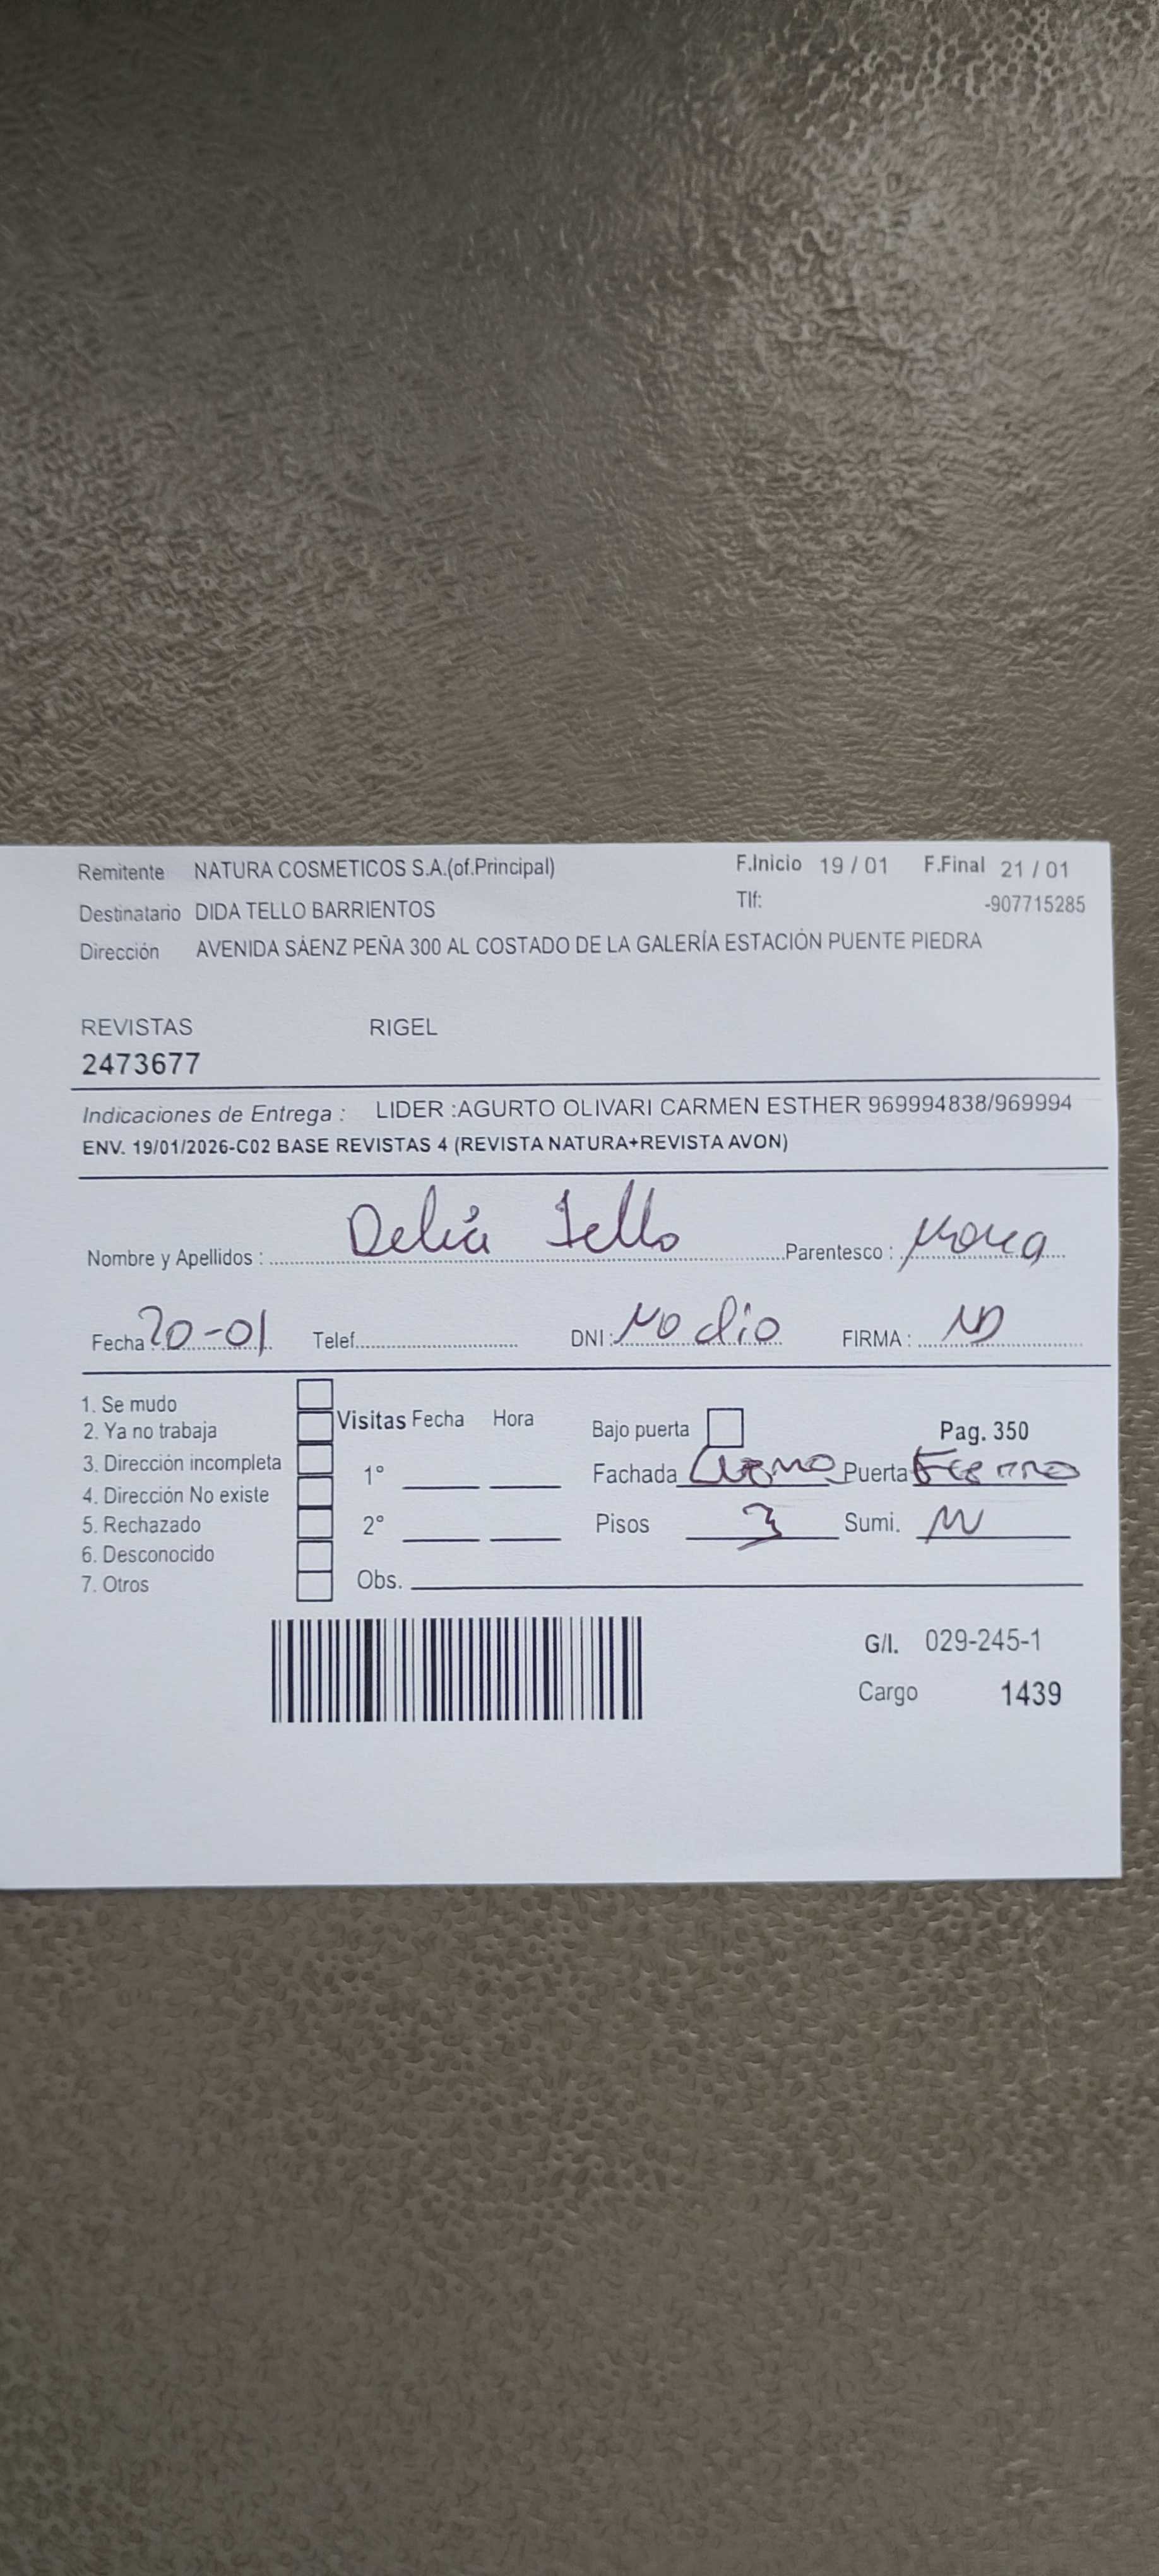 Remitente NATURA COSMETICOS S.A.(of.Principal) F.Inicio 19 / 01 F.Final 21 / 01
Destinatario DIDA TELLO BARRIENTOS Tlf: -907715285
Dirección AVENIDA SÁENZ PEÑA 300 AL COSTADO DE LA GALERÍA ESTACIÓN PUENTE PIEDRA
REVISTAS RIGEL
2473677
Indicaciones de Entrega : LIDER :AGURTO OLIVARI CARMEN ESTHER 969994838/969994
ENV. 19/01/2026-C02 BASE REVISTAS 4 (REVISTA NATURA+REVISTA AVON)
Nombre y Apellidos : Delia Tello Parentesco :
Fecha : 20-01 Telef. DNI : No dio FIRMA : ND
1. Se mudo
2. Ya no trabaja Visitas Fecha Hora Bajo puerta Pag. 350
3. Dirección incompleta 1° Fachada Puerta Fierro
4. Dirección No existe
5. Rechazado 2° Pisos 3 Sumi.
6. Desconocido
7. Otros Obs.
G/I. 029-245-1
Cargo 1439